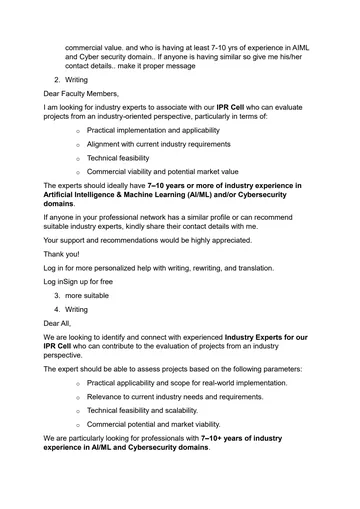 commercial value. and who is having at least 7-10 yrs of experience in AIML
and Cyber security domain.. If anyone is having similar so give me his/her
contact details.. make it proper message
2. Writing
Dear Faculty Members,
I am looking for industry experts to associate with our IPR Cell who can evaluate
projects from an industry-oriented perspective, particularly in terms of:
o Practical implementation and applicability
o Alignment with current industry requirements
o Technical feasibility
o Commercial viability and potential market value
The experts should ideally have 7–10 years or more of industry experience in
Artificial Intelligence & Machine Learning (AI/ML) and/or Cybersecurity
domains.
If anyone in your professional network has a similar profile or can recommend
suitable industry experts, kindly share their contact details with me.
Your support and recommendations would be highly appreciated.
Thank you!
Log in for more personalized help with writing, rewriting, and translation.
Log inSign up for free
3. more suitable
4. Writing
Dear All,
We are looking to identify and connect with experienced Industry Experts for our
IPR Cell who can contribute to the evaluation of projects from an industry
perspective.
The expert should be able to assess projects based on the following parameters:
o Practical applicability and scope for real-world implementation.
o Relevance to current industry needs and requirements.
o Technical feasibility and scalability.
o Commercial potential and market viability.
We are particularly looking for professionals with 7–10+ years of industry
experience in AI/ML and Cybersecurity domains.